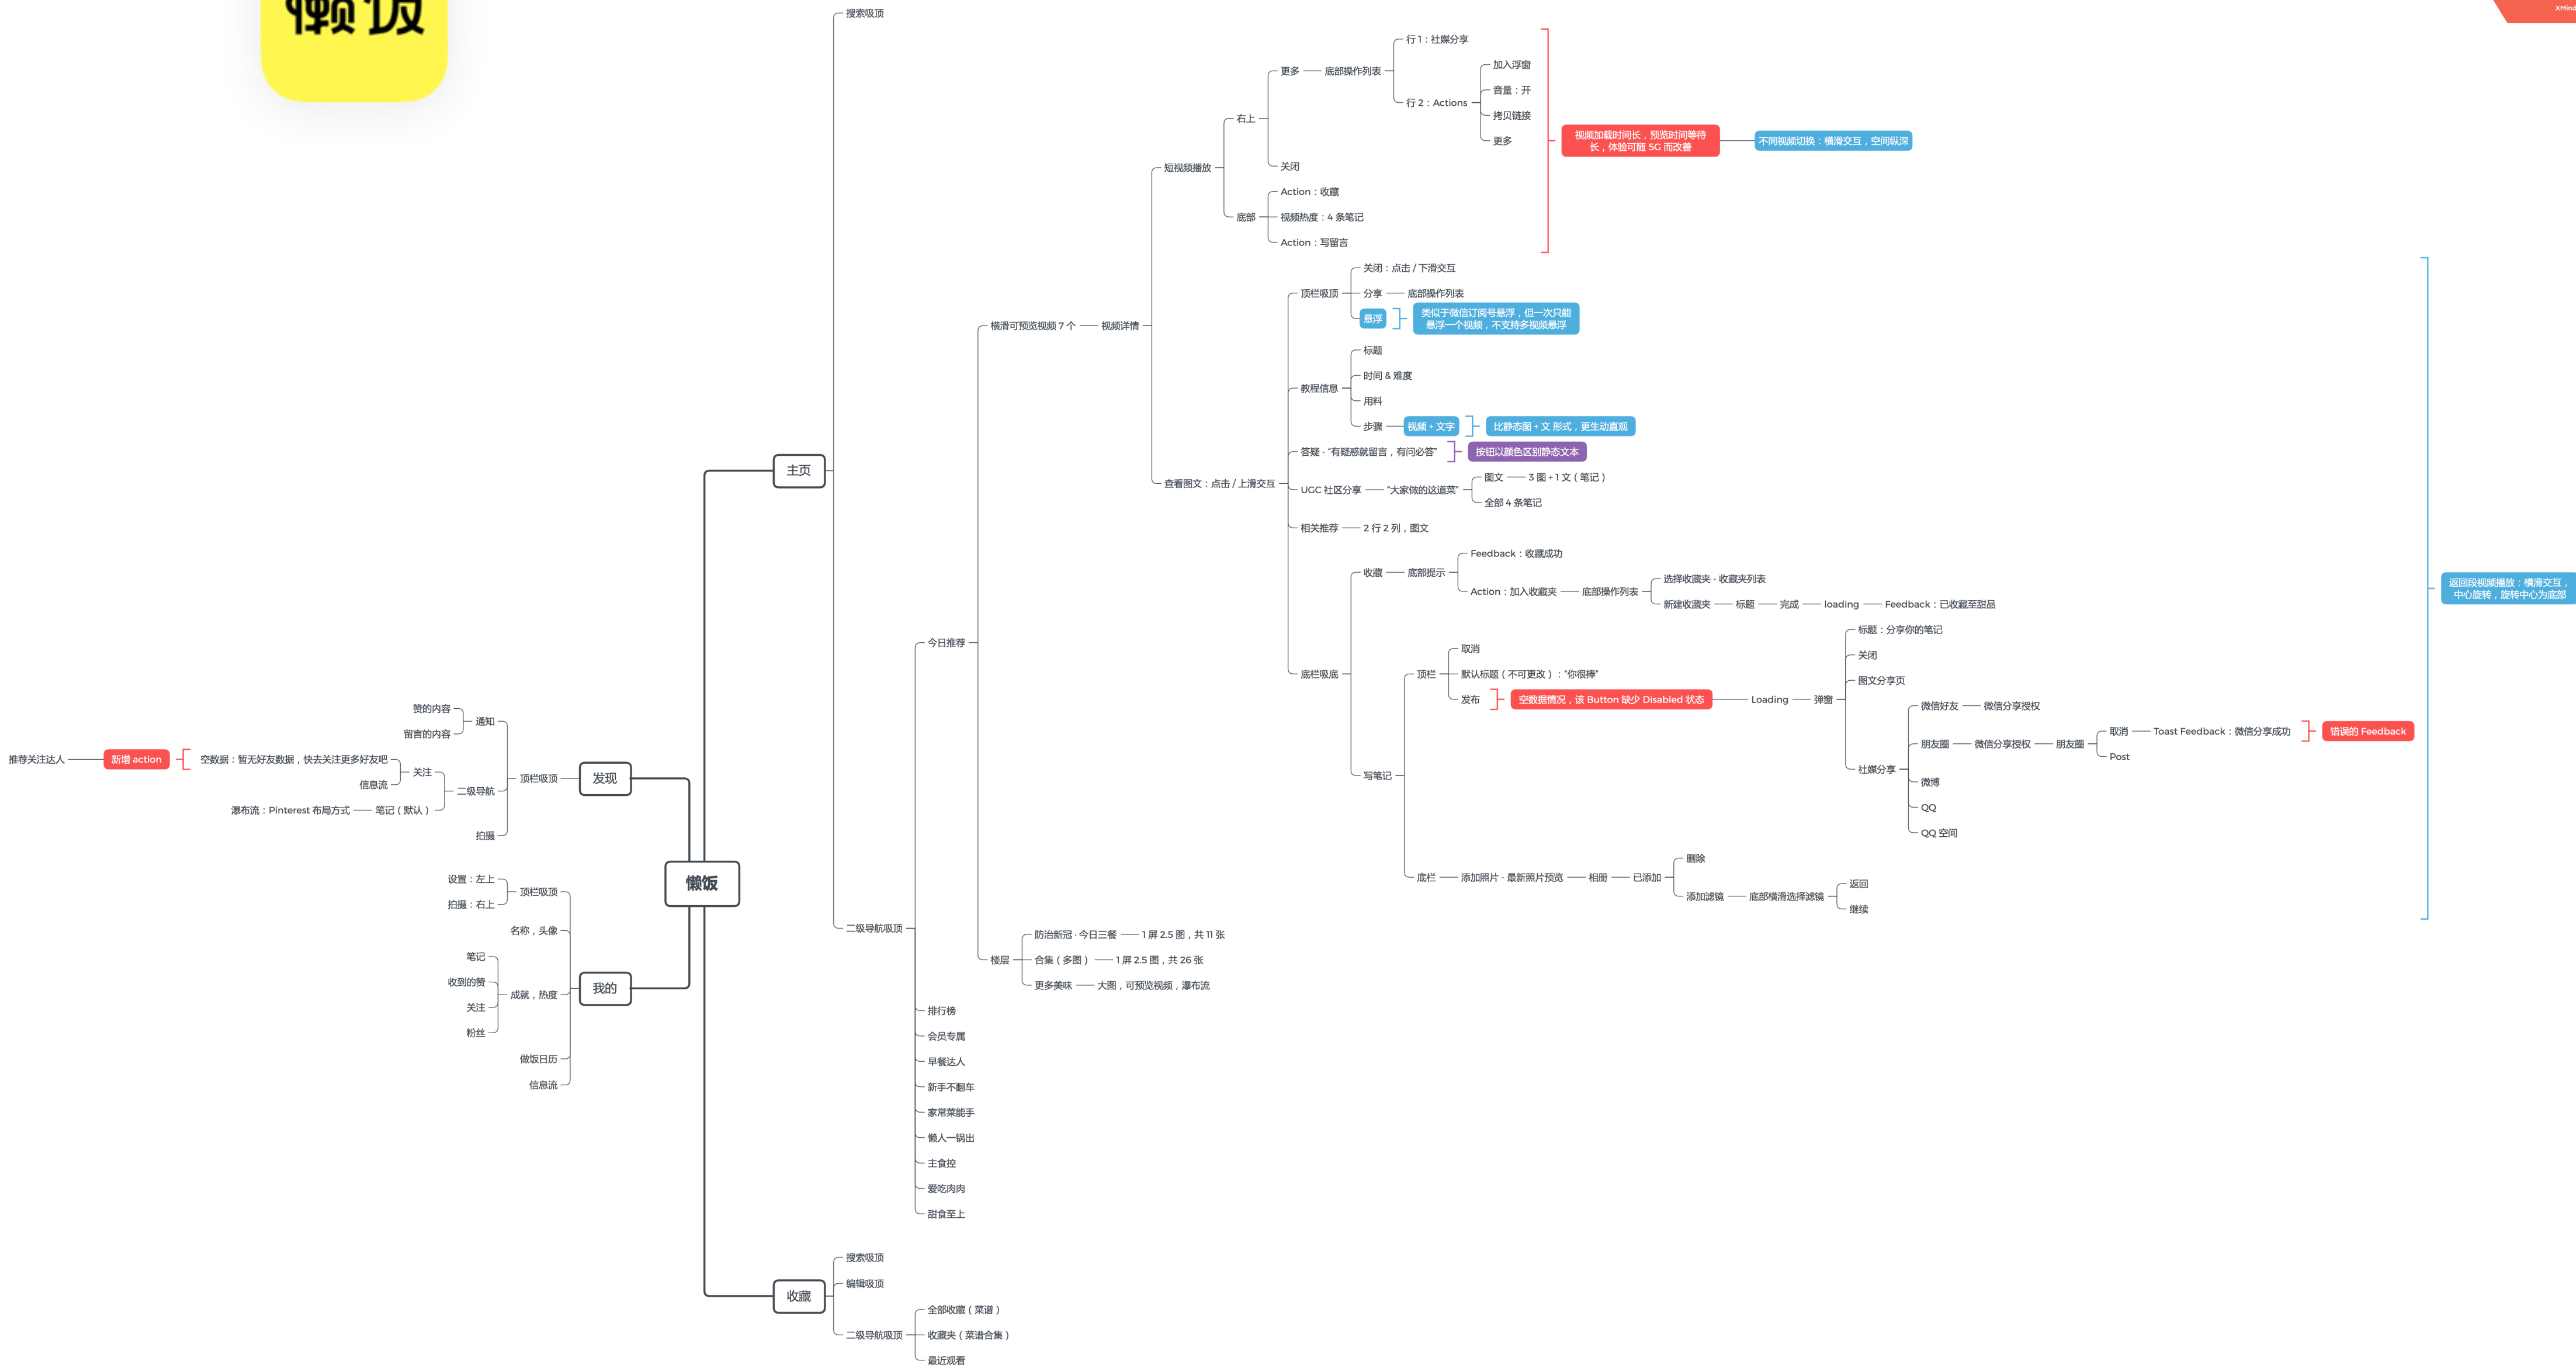 懒饭
XMind
搜索吸顶
行 1：社媒分享
加入浮窗
更多
底部操作列表
音量：开
行 2：Actions
拷贝链接
右上
视频加载时间长，预览时间等待
长，体验可随 5G 而改善
不同视频切换：横滑交互，空间纵深
更多
短视频播放
关闭
Action：收藏
底部
视频热度：4 条笔记
Action：写留言
关闭：点击 / 下滑交互
顶栏吸顶
分享
底部操作列表
悬浮
类似于微信订阅号悬浮，但一次只能
悬浮一个视频，不支持多视频悬浮
横滑可预览视频 7 个
视频详情
标题
时间 & 难度
教程信息
用料
步骤
视频 + 文字
比静态图 + 文 形式，更生动直观
答疑 - “有疑惑就留言，有问必答”
按钮以颜色区别静态文本
主页
查看图文：点击 / 上滑交互
UGC 社区分享
“大家做的这道菜”
图文
3 图 + 1 文（笔记）
全部 4 条笔记
相关推荐
2 行 2 列，图文
Feedback：收藏成功
收藏
底部提示
选择收藏夹 - 收藏夹列表
Action：加入收藏夹
底部操作列表
新建收藏夹
标题
完成
loading
Feedback：已收藏至甜品
返回段视频播放：横滑交互，
中心旋转，旋转中心为底部
今日推荐
标题：分享你的笔记
取消
关闭
底栏吸底
顶栏
默认标题（不可更改）：“你很棒”
图文分享页
发布
空数据情况，该 Button 缺少 Disabled 状态
Loading
弹窗
微信好友
微信分享授权
取消
Toast Feedback：微信分享成功
错误的 Feedback
朋友圈
微信分享授权
朋友圈
Post
社媒分享
写笔记
微博
QQ
QQ 空间
删除
底栏
添加照片 - 最新照片预览
相册
已添加
返回
添加滤镜
底部横滑选择滤镜
继续
赞的内容
通知
留言的内容
推荐关注达人
新增 action
空数据：暂无好友数据，快去关注更多好友吧
关注
信息流
顶栏吸顶
发现
二级导航
瀑布流：Pinterest 布局方式
笔记（默认）
拍摄
懒饭
设置：左上
顶栏吸顶
拍摄：右上
名称，头像
笔记
收到的赞
成就，热度
我的
关注
粉丝
做饭日历
信息流
二级导航吸顶
防治新冠 · 今日三餐
1 屏 2.5 图，共 11 张
楼层
合集（多图）
1 屏 2.5 图，共 26 张
更多美味
大图，可预览视频，瀑布流
排行榜
会员专属
早餐达人
新手不翻车
家常菜能手
懒人一锅出
主食控
爱吃肉肉
甜食至上
搜索吸顶
编辑吸顶
收藏
全部收藏（菜谱）
二级导航吸顶
收藏夹（菜谱合集）
最近观看